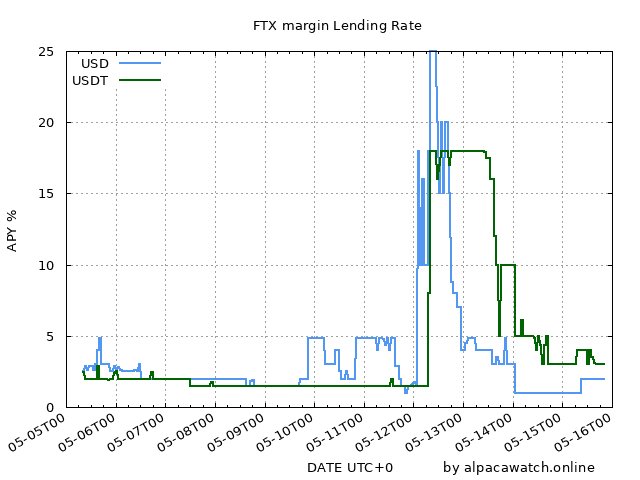 FTX margin Lending Rate
25
20
15
10
5
0
APY %
USD
USDT
05-05T00
05-06T00
05-07T00
05-08T00
05-09T00
05-10T00
05-11T00
05-12T00
05-13T00
05-14T00
05-15T00
05-16T00
DATE UTC+0
by alpacawatch.online